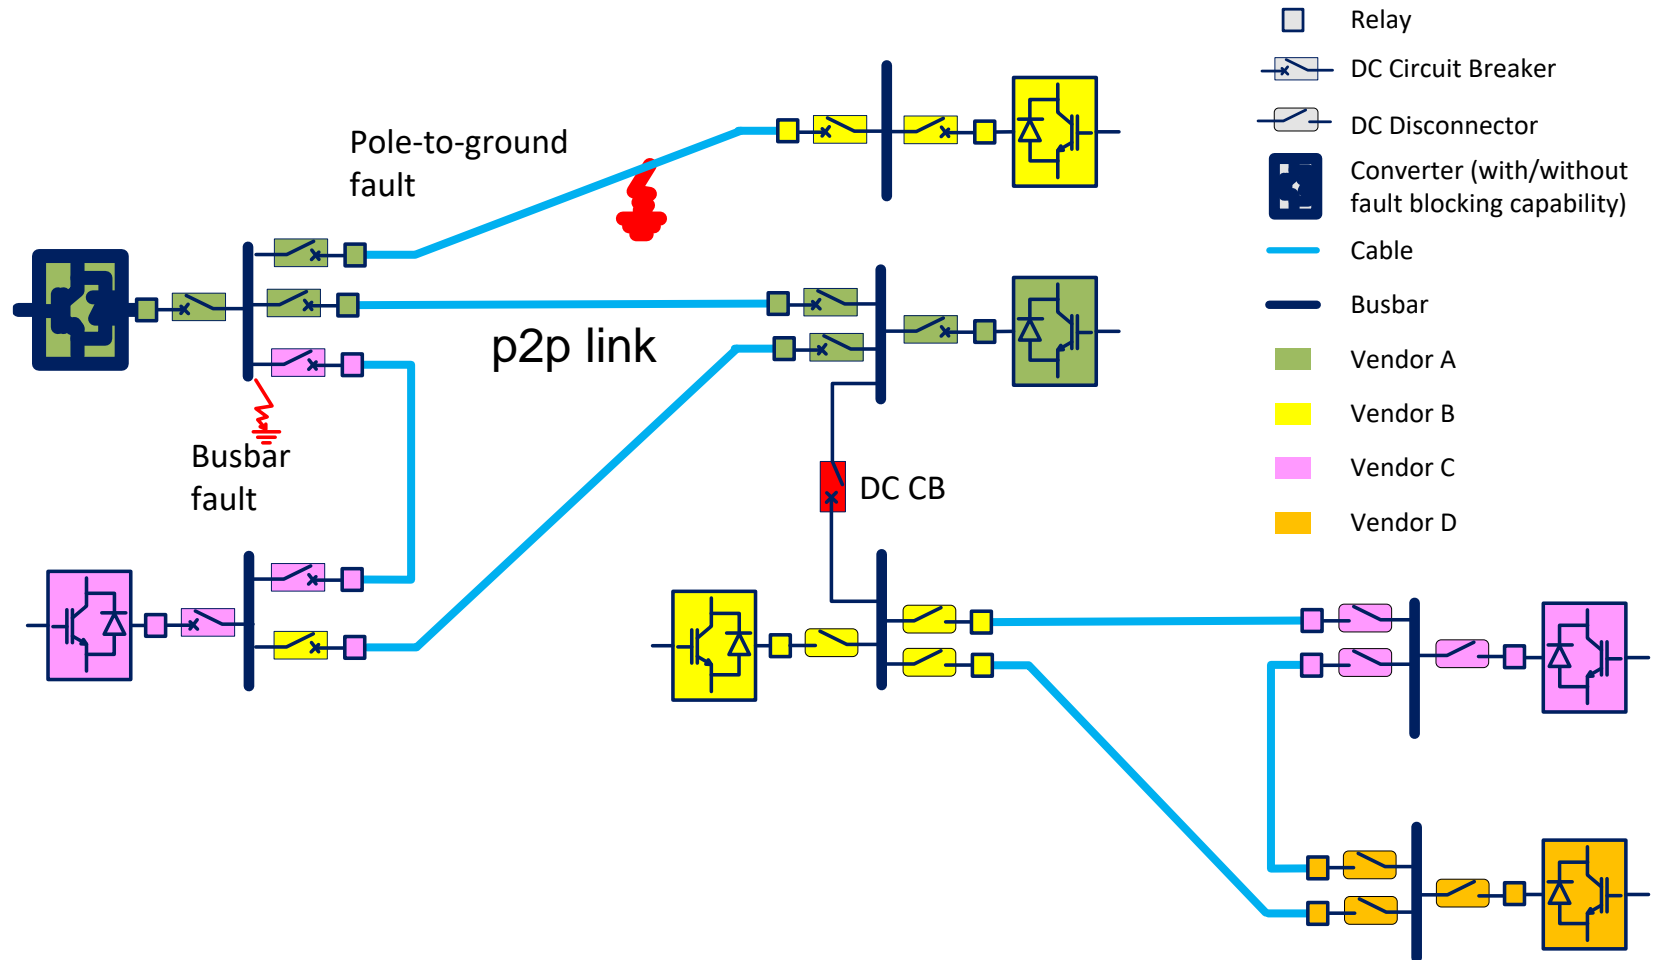 Pole-to-ground
fault
p2p link
Busbar
fault
DC CB
Relay
DC Circuit Breaker
DC Disconnector
Converter (with/without
fault blocking capability)
Cable
Busbar
Vendor A
Vendor B
Vendor C
Vendor D